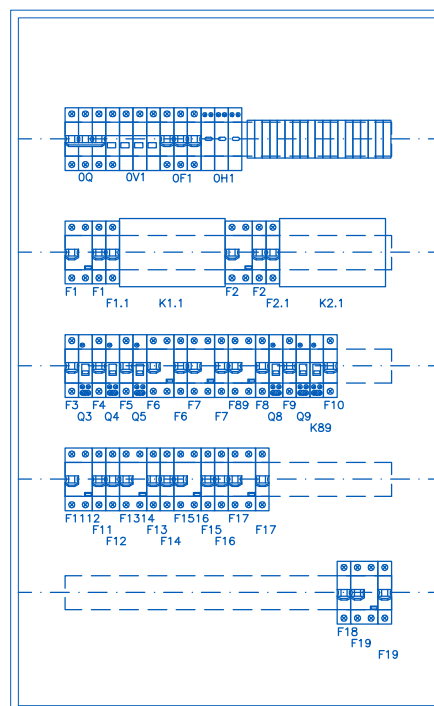 0Q 0V1 0F1 0H1
F1 F1 F2 F2
F1.1 K1.1 F2.1 K2.1
F3 F4 F5 F6 F7 F89 F8 F9 F10
Q3 Q4 Q5 F6 F7 Q8 Q9
K89
F1112 F1314 F1516 F17
F11 F13 F15 F17
F12 F14 F16
F18
F19
F19